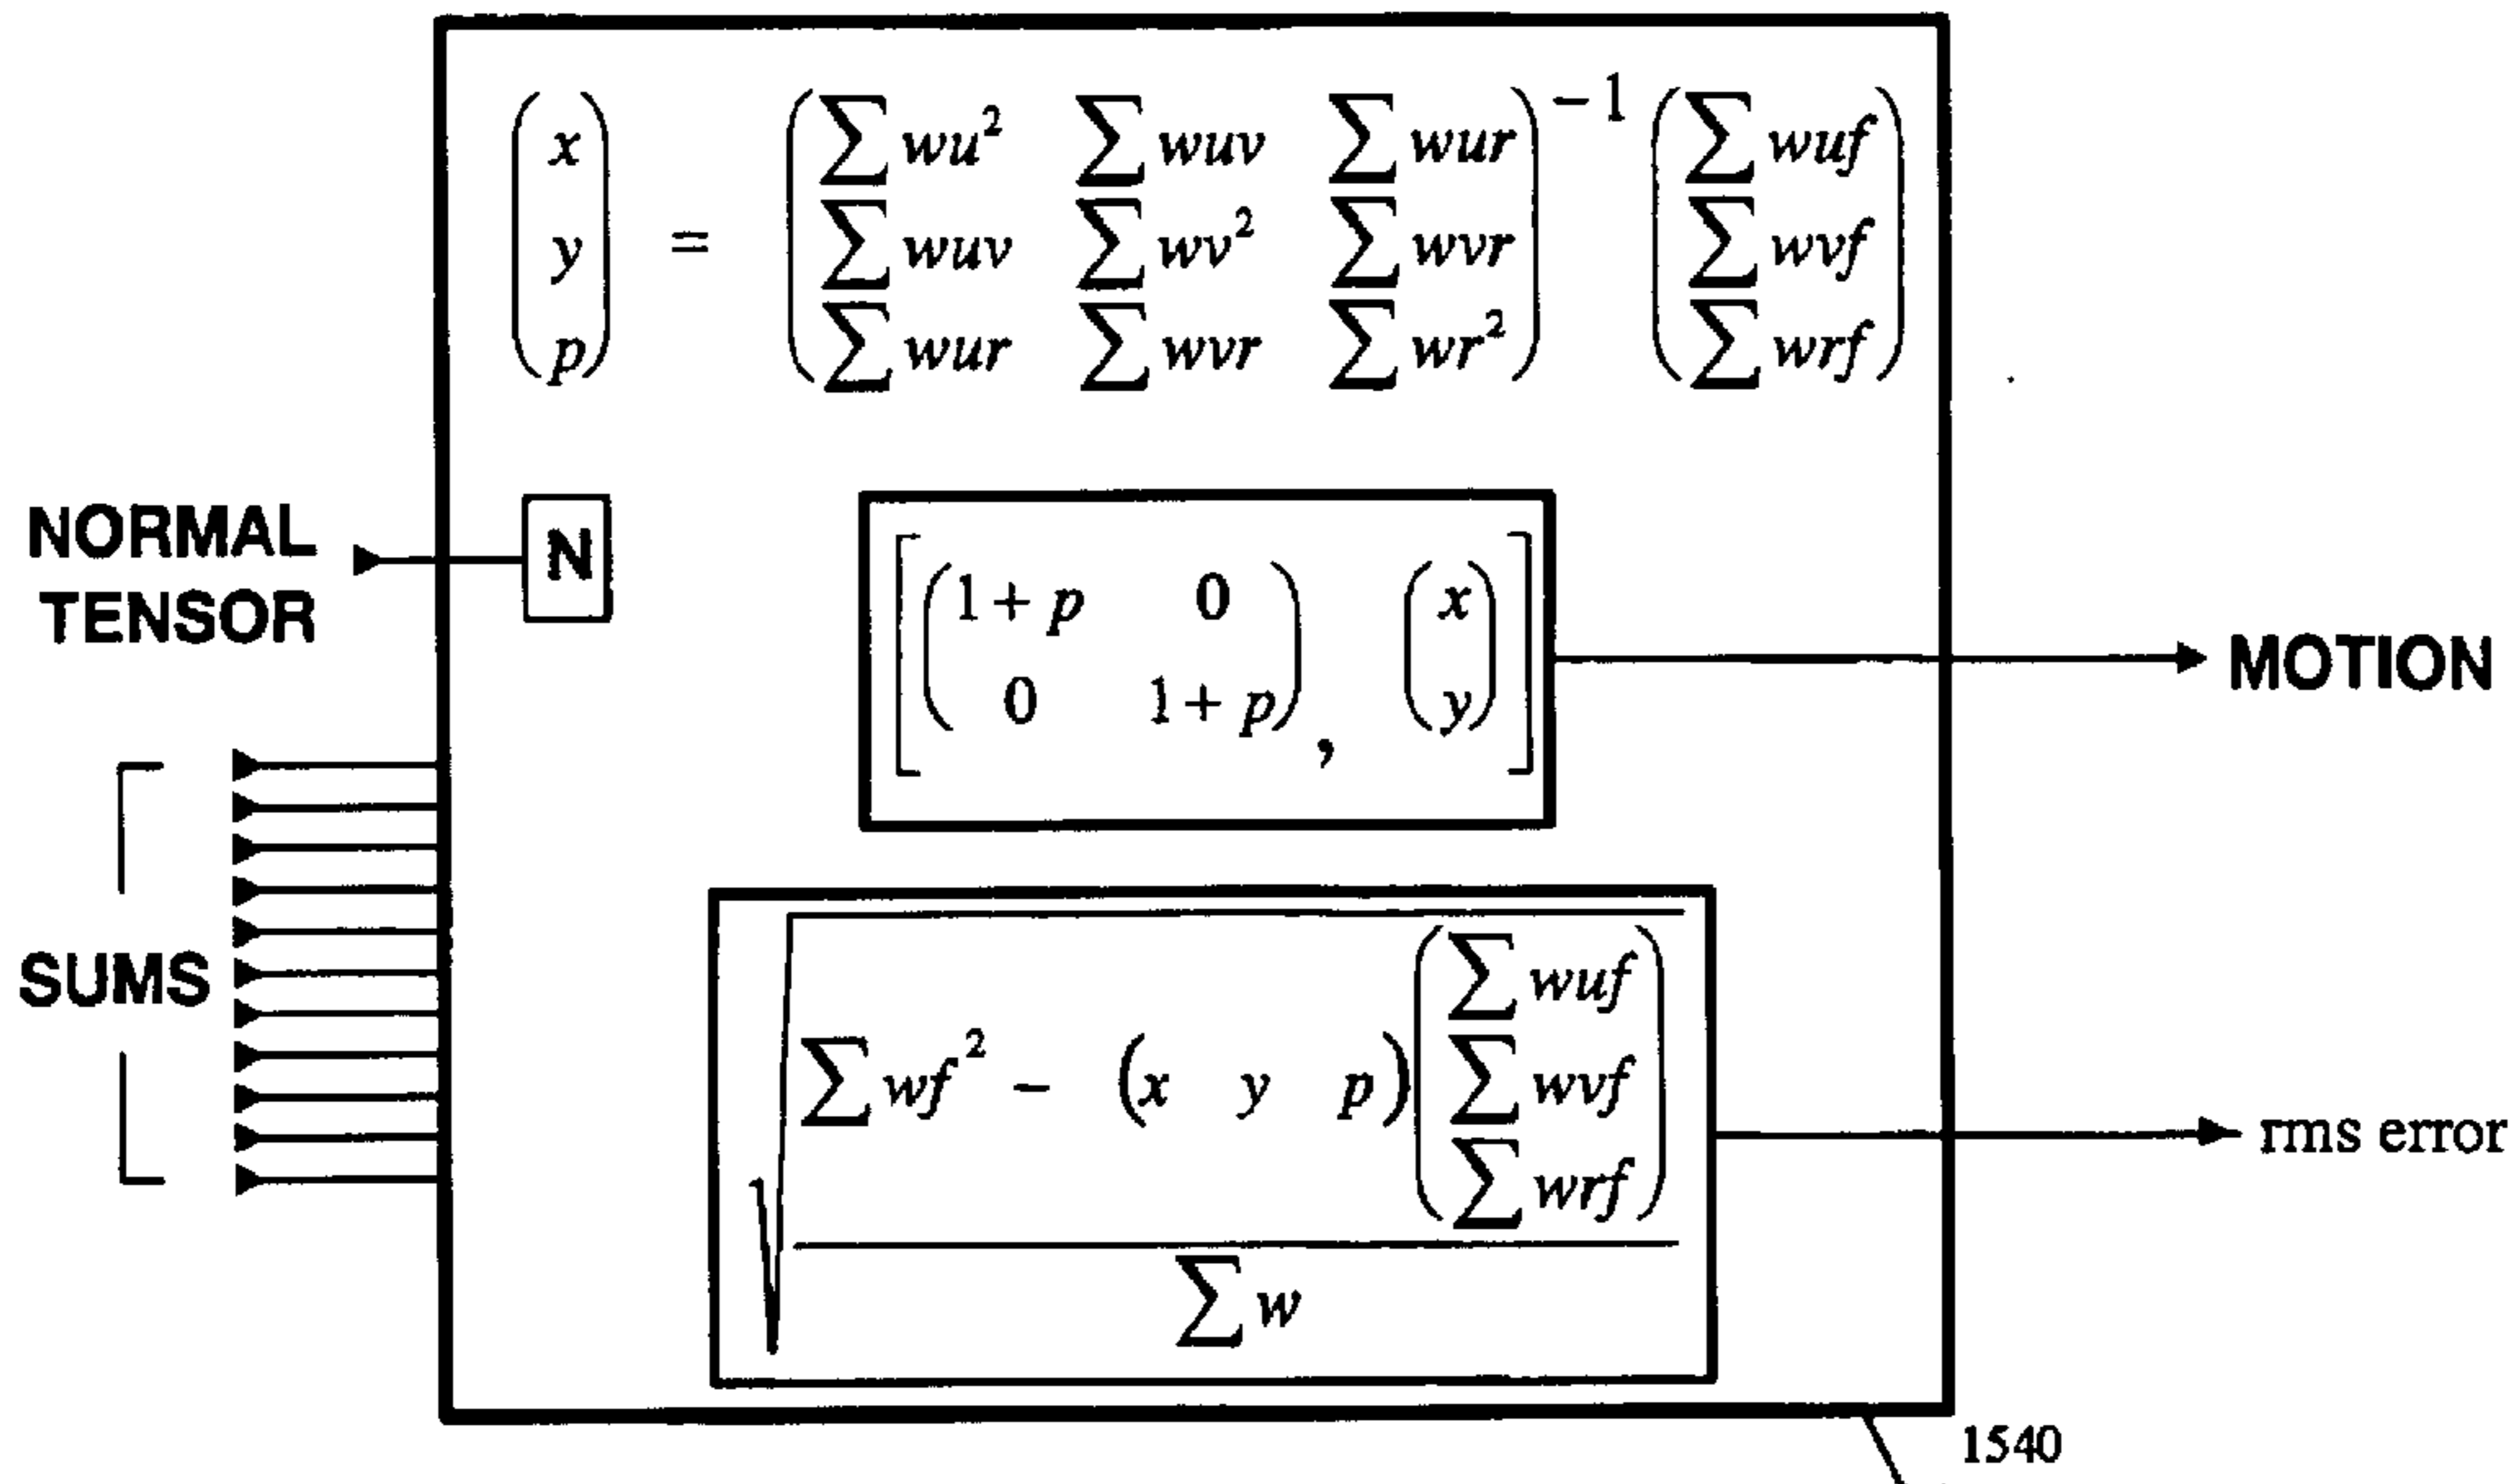 (x y p) = (∑wu² ∑wuv ∑wur ∑wuv ∑wv² ∑wvr ∑wur ∑wvr ∑wr²)⁻¹ (∑wuf ∑wvf ∑wrf)
NORMAL
TENSOR
N
[(1 + p 0 0 1 + p), (x y)]
MOTION
SUMS
√
∑wf² − (x y p)(∑wuf ∑wvf ∑wrf)
∑w
rms error
1540